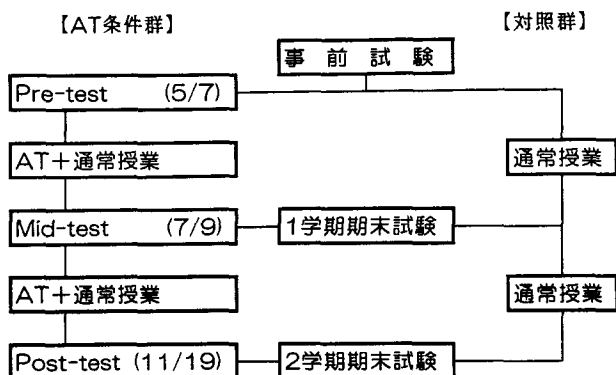 【AT条件群】 【対照群】
事前試験
Pre-test (5/7)
AT+通常授業 通常授業
Mid-test (7/9) 1学期期末試験
AT+通常授業 通常授業
Post-test (11/19) 2学期期末試験